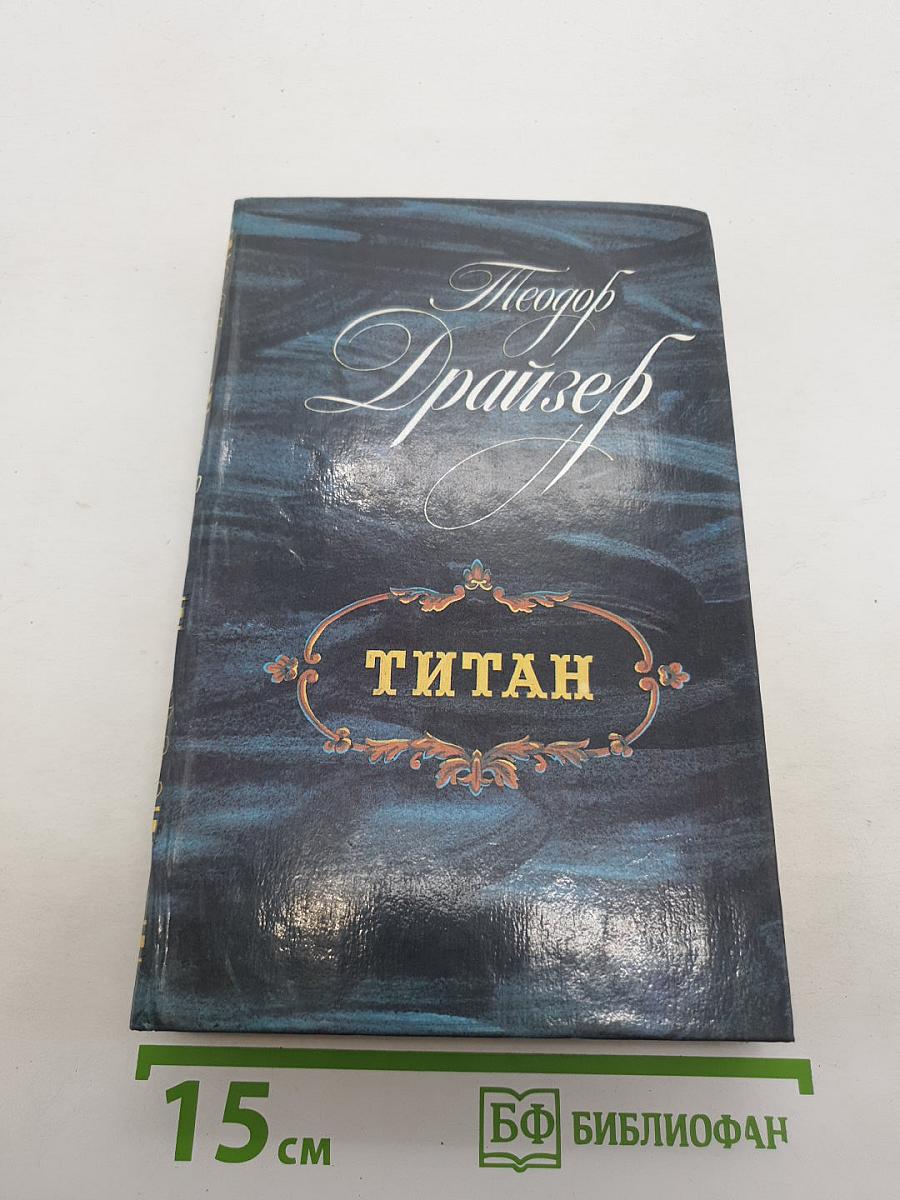 Теодор
Драйзер
ТИТАН
15 см
БФ БИБЛИОФАН